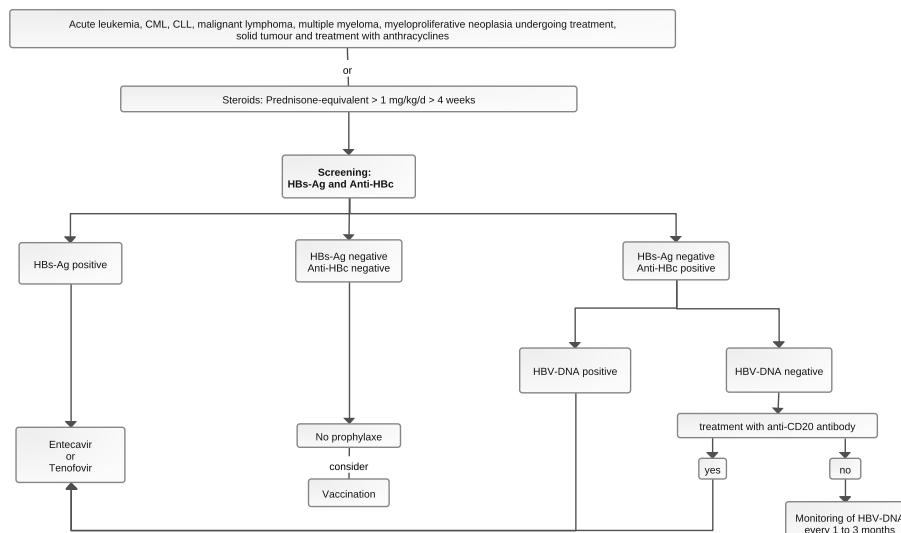 Acute leukemia, CML, CLL, malignant lymphoma, multiple myeloma, myeloproliferative neoplasia undergoing treatment,
solid tumour and treatment with anthracyclines
or
Steroids: Prednisone-equivalent > 1 mg/kg/d > 4 weeks
Screening:
HBs-Ag and Anti-HBc
HBs-Ag positive
HBs-Ag negative
Anti-HBc negative
HBs-Ag negative
Anti-HBc positive
HBV-DNA positive
HBV-DNA negative
treatment with anti-CD20 antibody
Entecavir
or
Tenofovir
No prophylaxe
consider
Vaccination
yes
no
Monitoring of HBV-DNA
every 1 to 3 months